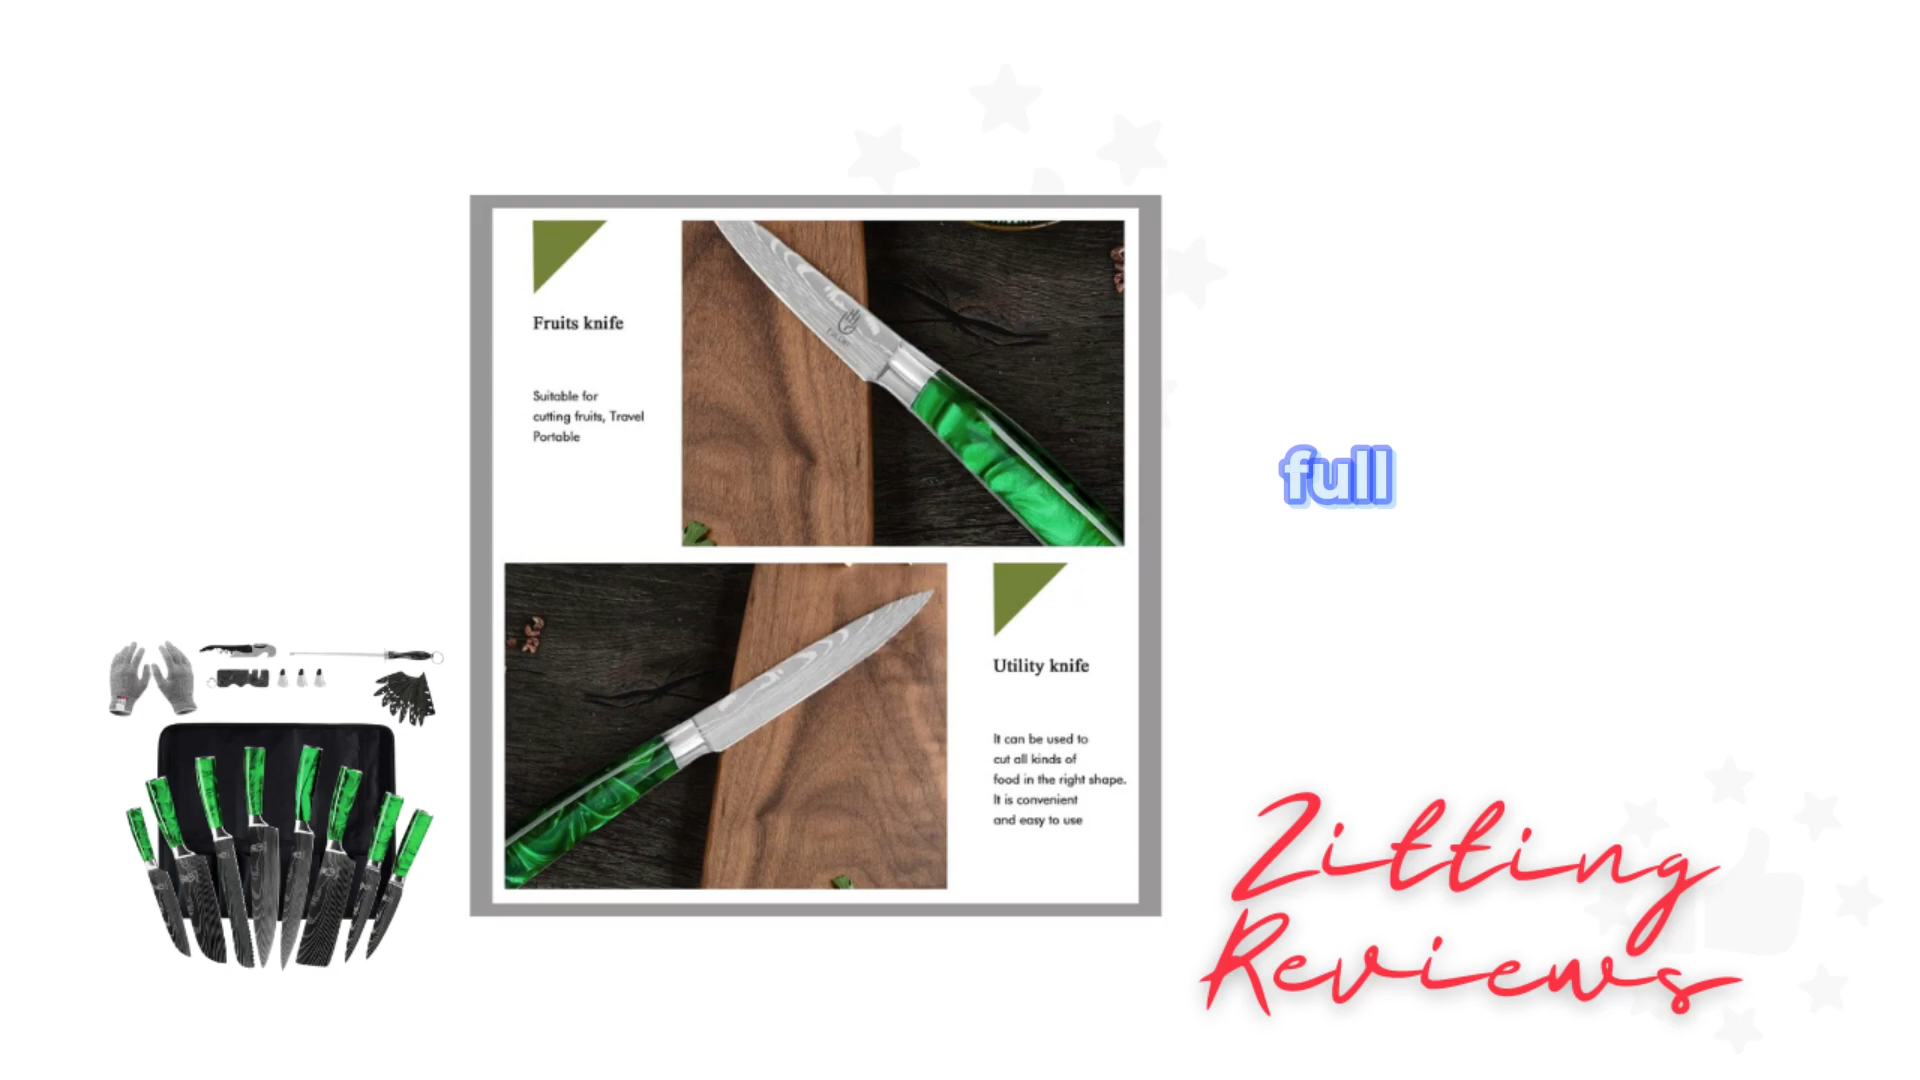 Fruits knife
Suitable for
cutting fruits, Travel
Portable
full
Utility knife
It can be used to
cut all kinds of
food in the right shape.
It is convenient
and easy to use
Zitting
Reviews